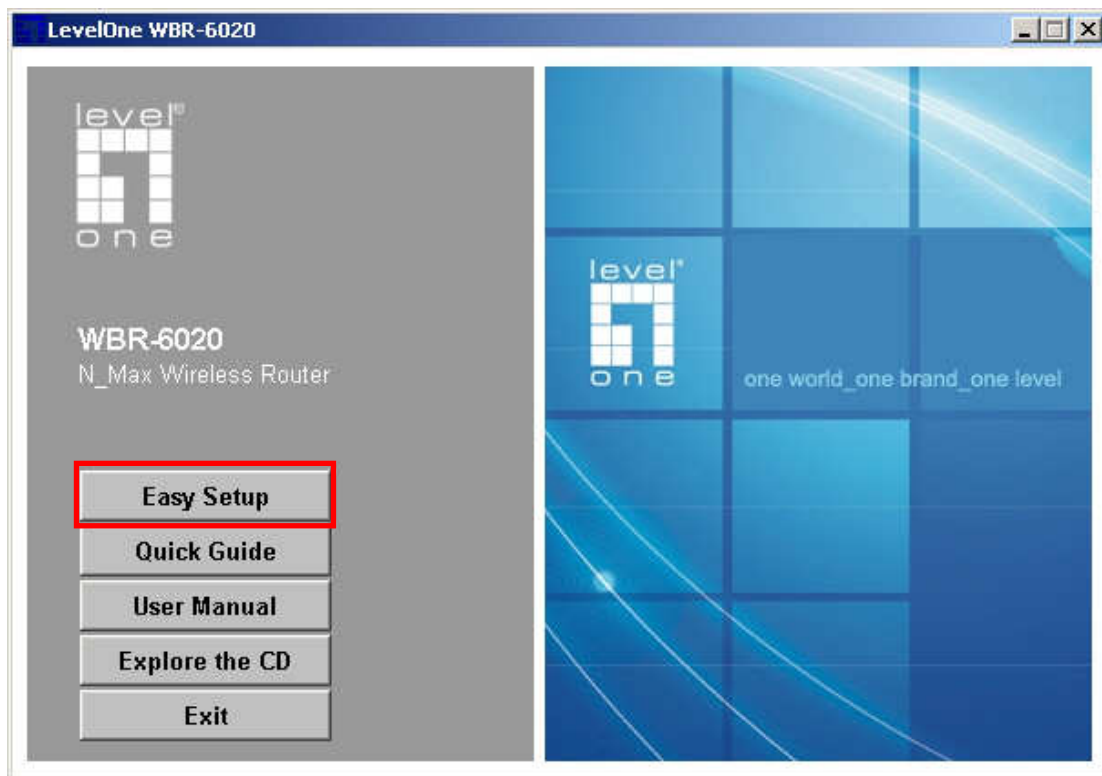 LevelOne WBR-6020
level®
one
WBR-6020
N_Max Wireless Router
Easy Setup
Quick Guide
User Manual
Explore the CD
Exit
level®
one
one world_one brand_one level